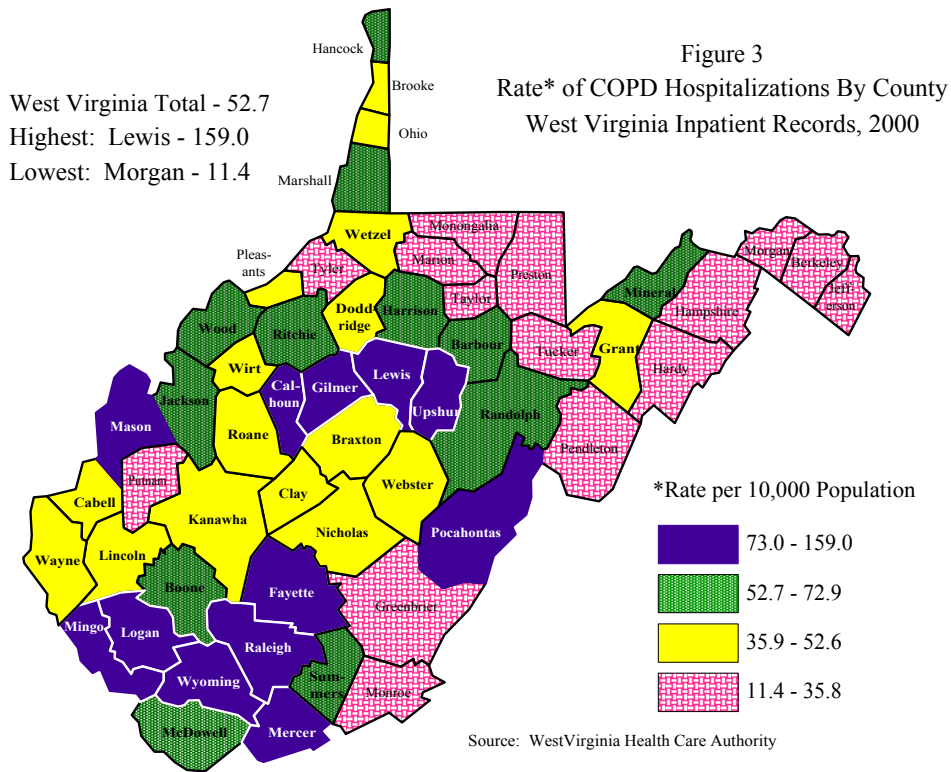 Figure 3
Rate* of COPD Hospitalizations By County
West Virginia Inpatient Records, 2000
West Virginia Total - 52.7
Highest: Lewis - 159.0
Lowest: Morgan - 11.4
Hancock
Brooke
Ohio
Marshall
Wetzel
Monongalia
Marion
Preston
Morgan
Berkeley
Jeff-
erson
Pleas-
ants
Tyler
Taylor
Mineral
Hampshire
Wood
Ritchie
Dodd-
ridge
Harrison
Barbour
Tucker
Grant
Hardy
Wirt
Cal-
houn
Gilmer
Lewis
Upshur
Randolph
Jackson
Mason
Roane
Braxton
Pendleton
Putnam
Cabell
Clay
Webster
Kanawha
Nicholas
Pocahontas
Wayne
Lincoln
Boone
Fayette
Greenbrier
Mingo
Logan
Raleigh
Wyoming
Sum-
mers
Monroe
McDowell
Mercer
*Rate per 10,000 Population
73.0 - 159.0
52.7 - 72.9
35.9 - 52.6
11.4 - 35.8
Source: WestVirginia Health Care Authority